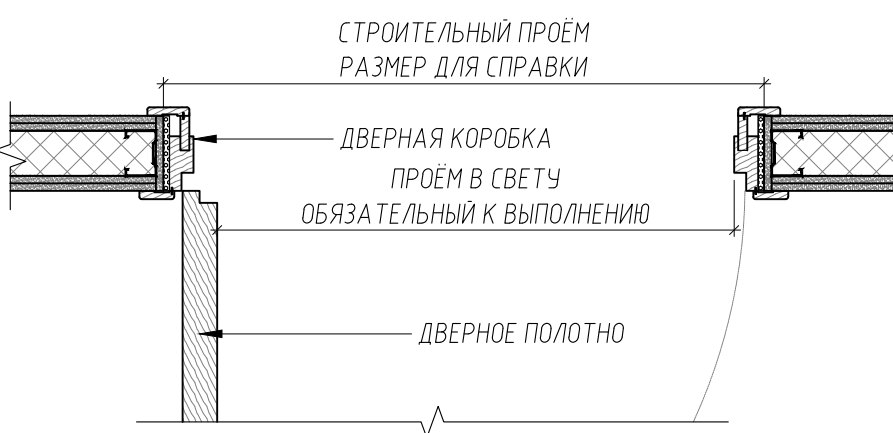 СТРОИТЕЛЬНЫЙ ПРОЁМ
РАЗМЕР ДЛЯ СПРАВКИ
ДВЕРНАЯ КОРОБКА
ПРОЁМ В СВЕТУ
ОБЯЗАТЕЛЬНЫЙ К ВЫПОЛНЕНИЮ
ДВЕРНОЕ ПОЛОТНО